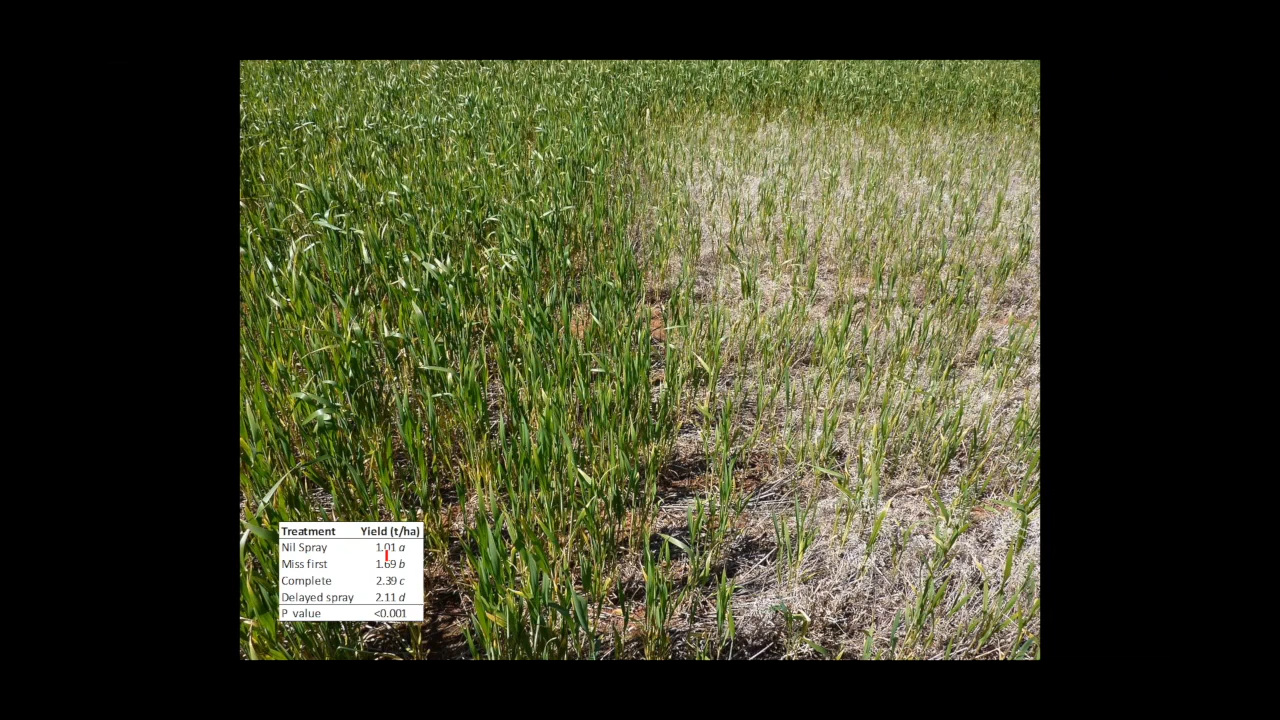 Treatment Yield (t/ha)
Nil Spray 1.01 a
Miss first 1.69 b
Complete 2.39 c
Delayed spray 2.11 d
P value <0.001